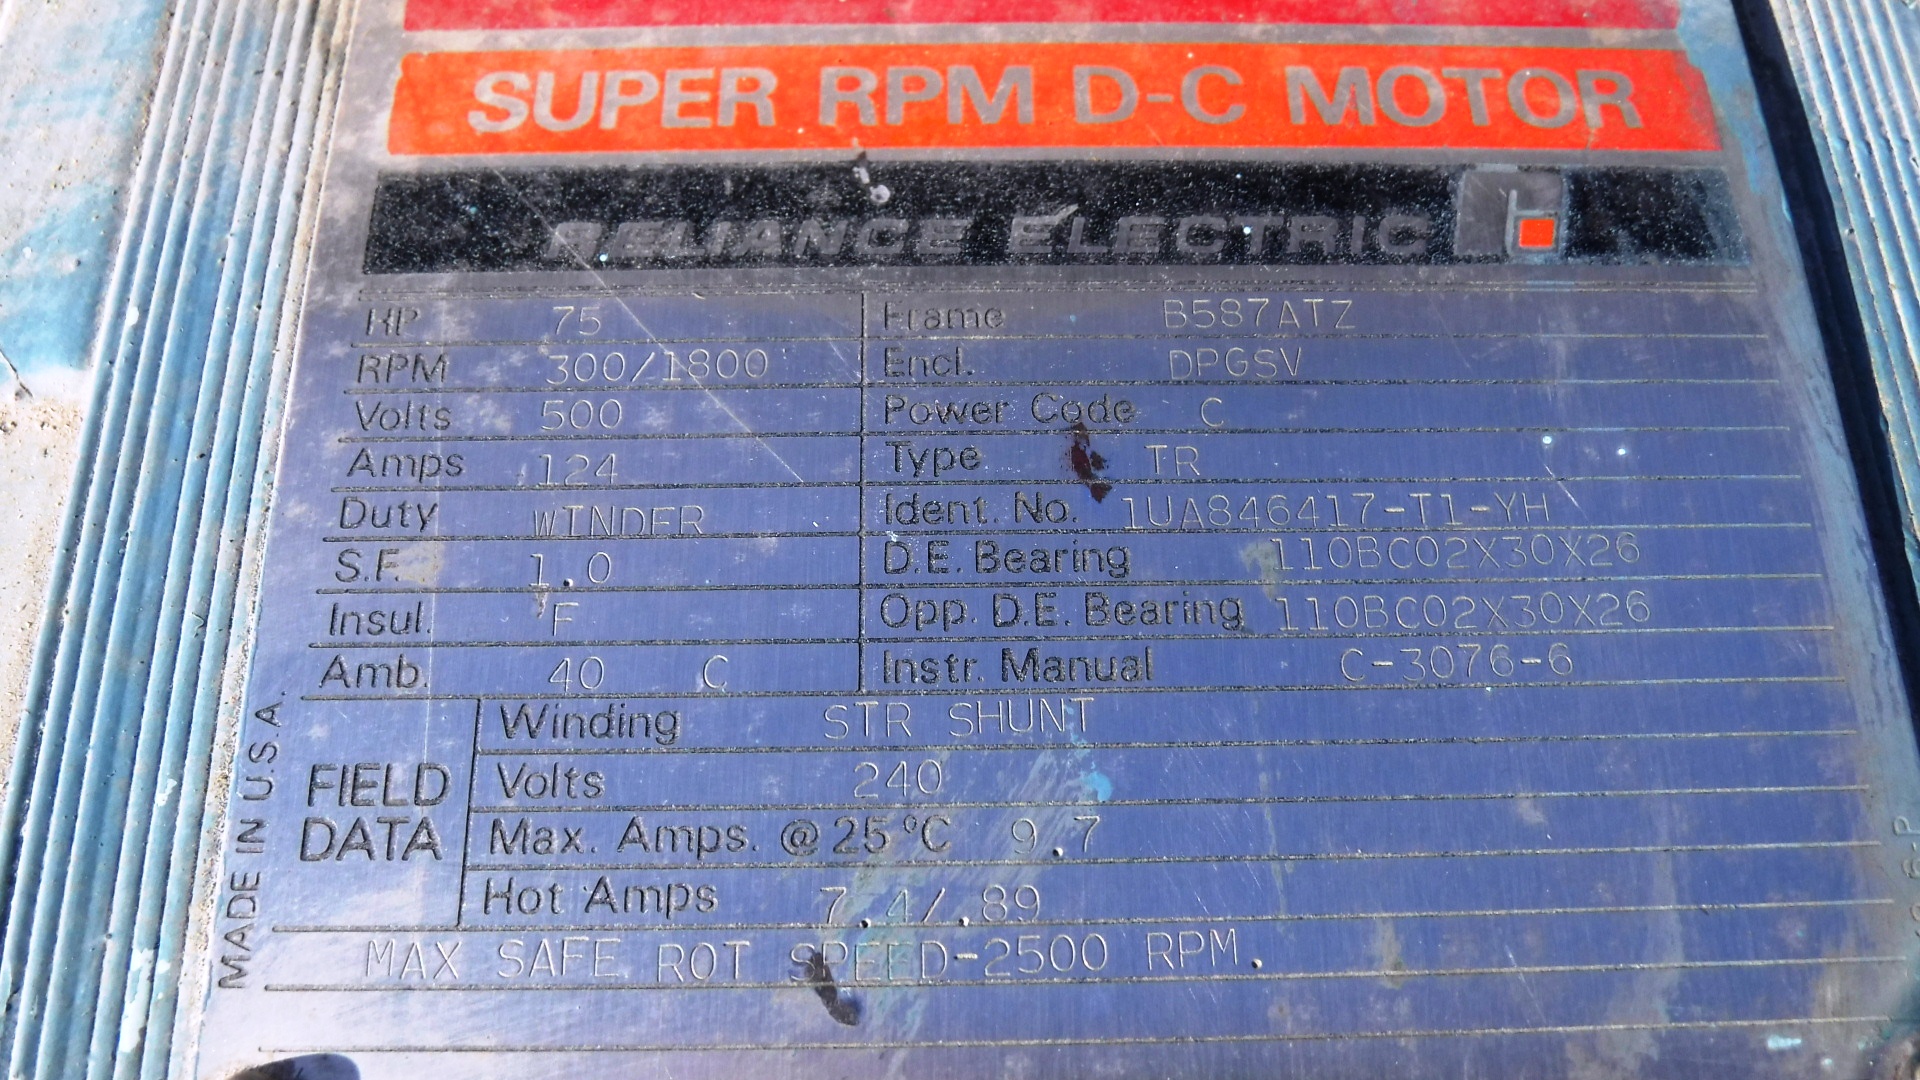 SUPER RPM D-C MOTOR
RELIANCE ELECTRIC
HP 75 Frame B587ATZ
RPM 300/1800 Encl. DPGSV
Volts 500 Power Code C
Amps 124 Type TR
Duty WINDER Ident. No. 1UA846417-T1-YH
S.F. 1.0 D.E. Bearing 110BC02X30X26
Insul. F Opp. D.E. Bearing 110BC02X30X26
Amb. 40 C Instr. Manual C-3076-6
FIELD DATA
Winding STR SHUNT
Volts 240
Max. Amps. @ 25 °C 9.7
Hot Amps 7.4/.89
MAX SAFE ROT SPEED-2500 RPM.
MADE IN U.S.A.